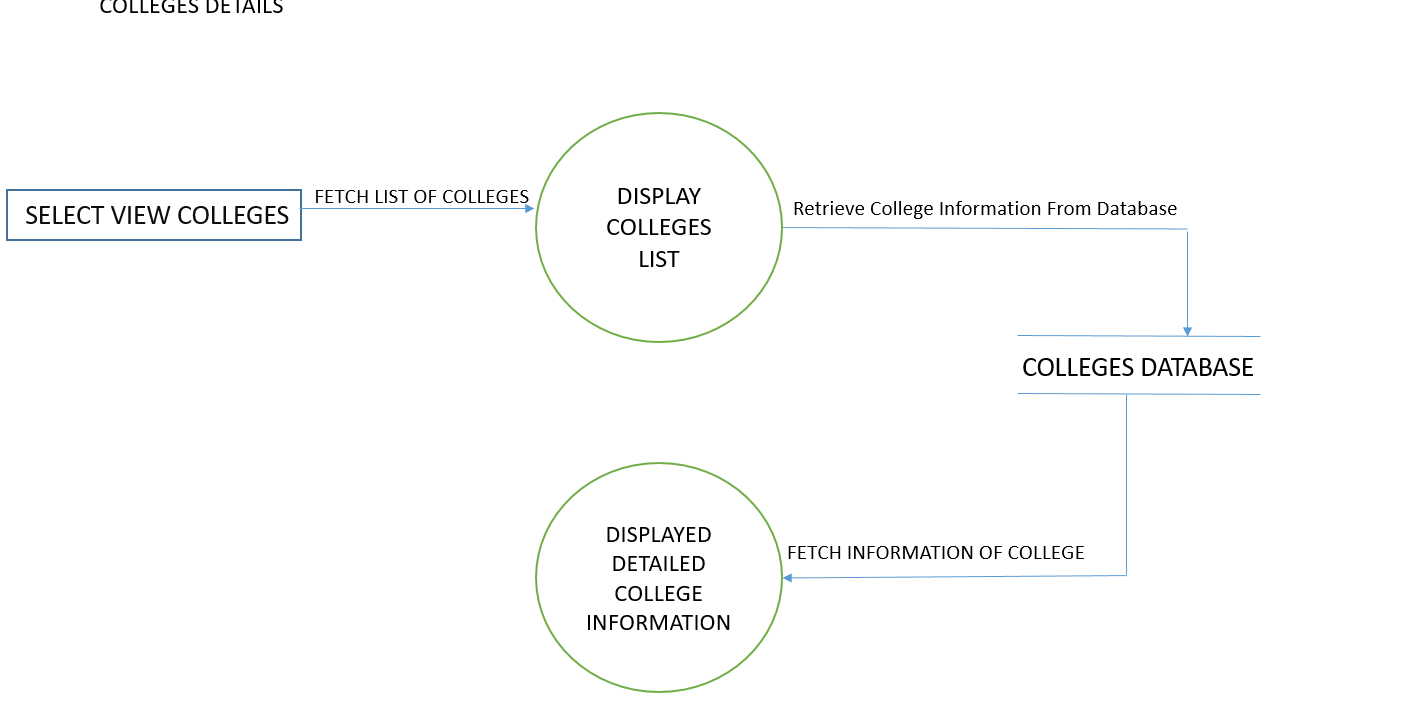 COLLEGES DETAILS
SELECT VIEW COLLEGES
FETCH LIST OF COLLEGES
DISPLAY
COLLEGES
LIST
Retrieve College Information From Database
COLLEGES DATABASE
FETCH INFORMATION OF COLLEGE
DISPLAYED
DETAILED
COLLEGE
INFORMATION